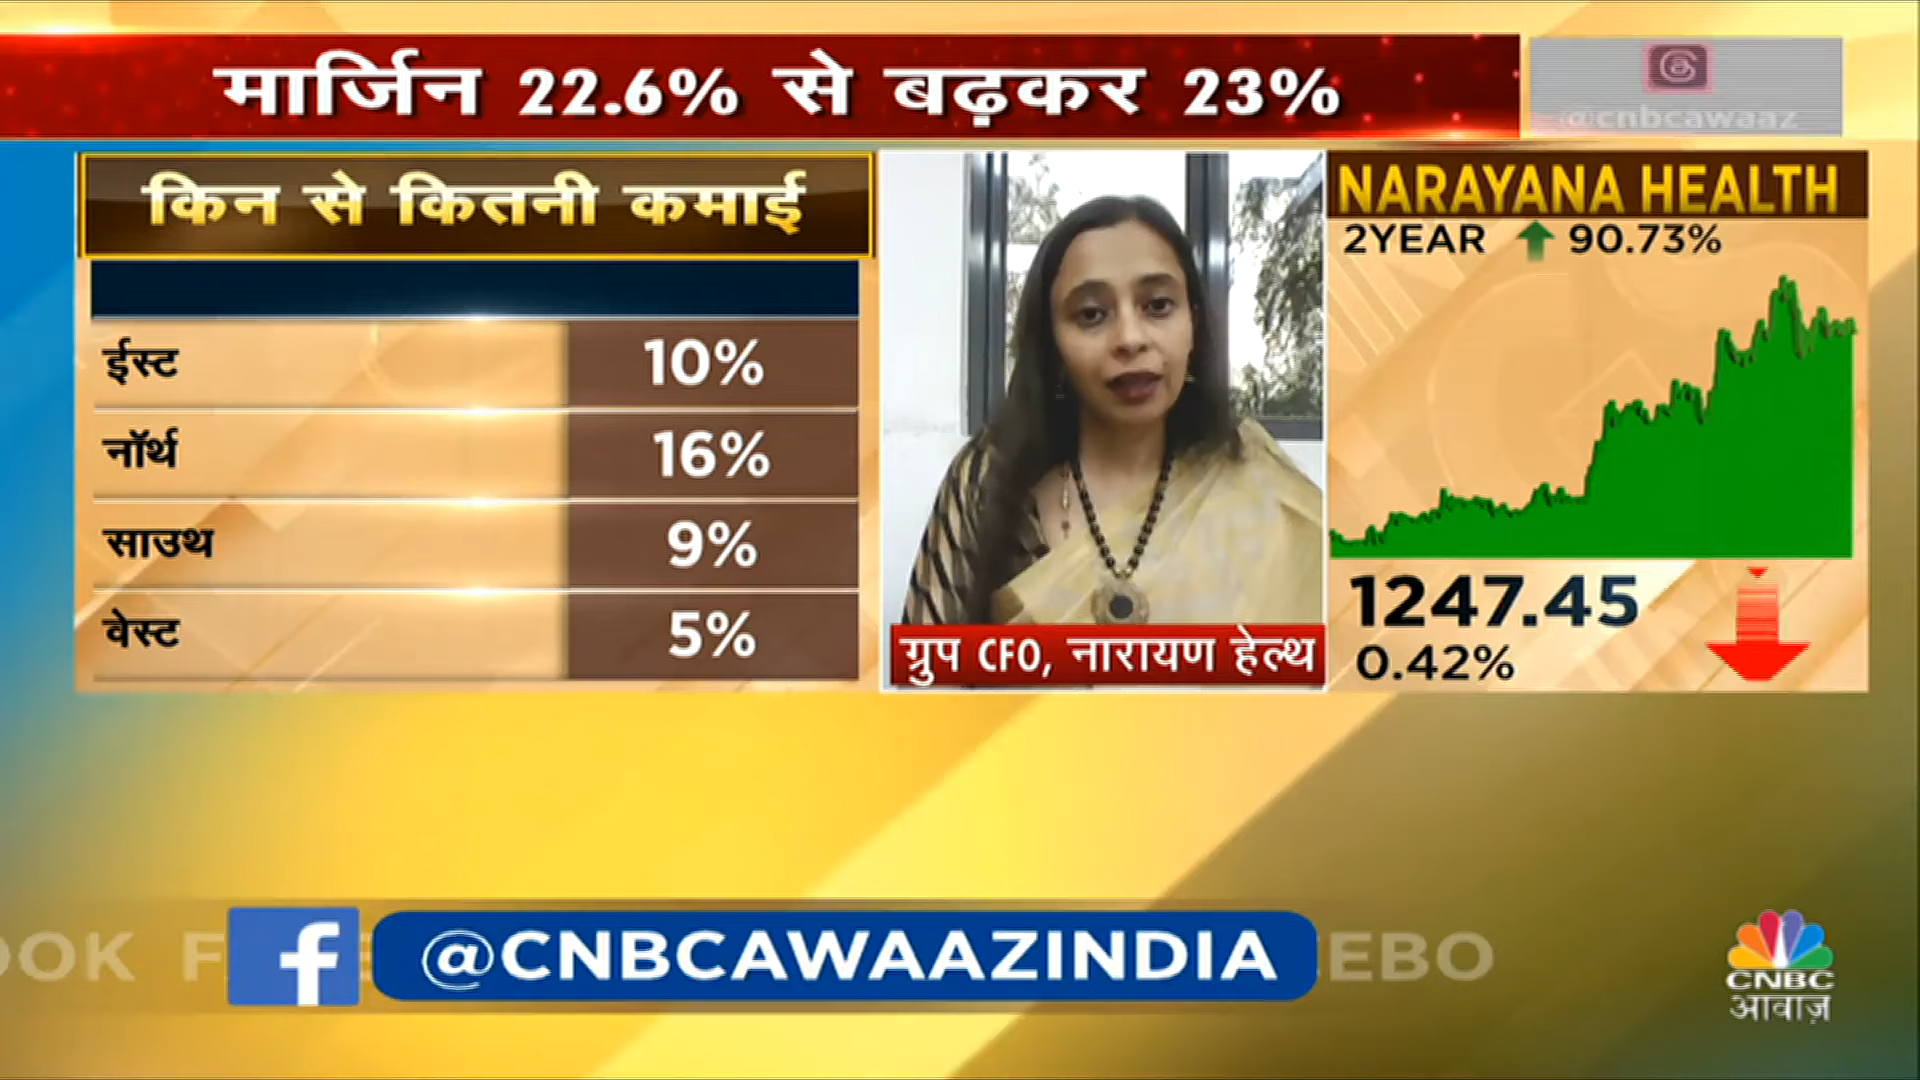 मार्जिन 22.6% से बढ़कर 23%
@cnbcawaaz
किन से कितनी कमाई
ईस्ट 10%
नॉर्थ 16%
साउथ 9%
वेस्ट 5%
ग्रुप CFO, नारायण हेल्थ
NARAYANA HEALTH
2YEAR 90.73%
1247.45
0.42%
@CNBCAWAAZINDIA
CNBC
आवाज़